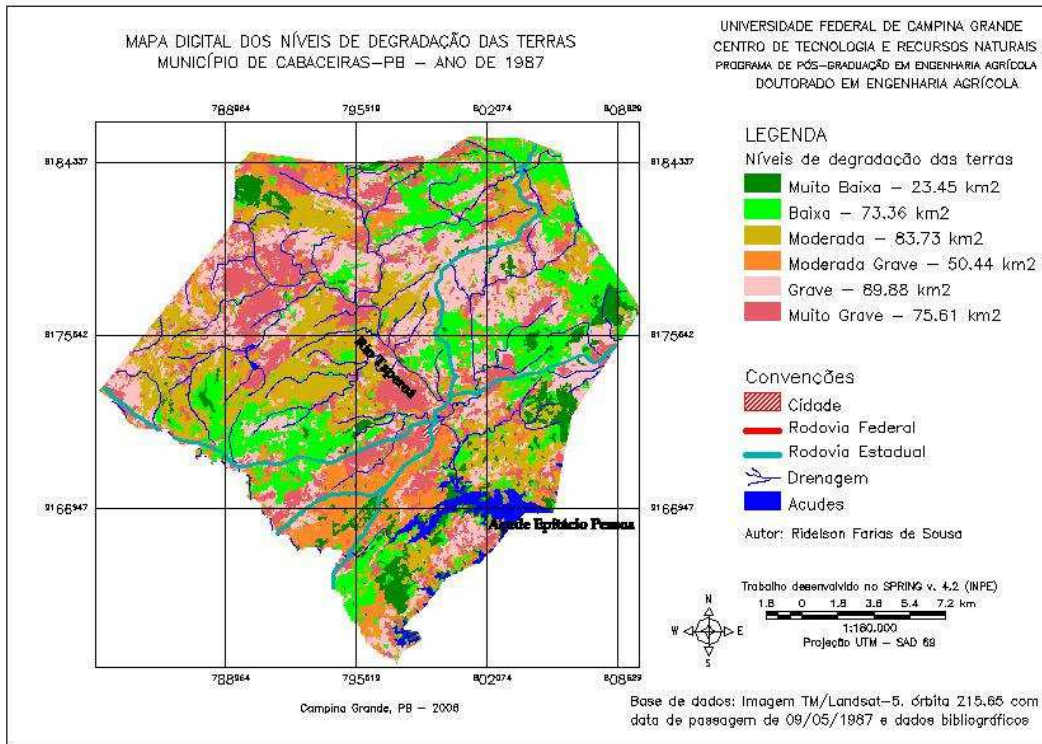 MAPA DIGITAL DOS NÍVEIS DE DEGRADAÇÃO DAS TERRAS
MUNICÍPIO DE CABACEIRAS-PB - ANO DE 1987
UNIVERSIDADE FEDERAL DE CAMPINA GRANDE
CENTRO DE TECNOLOGIA E RECURSOS NATURAIS
PROGRAMA DE PÓS-GRADUAÇÃO EM ENGENHARIA AGRÍCOLA
DOUTORADO EM ENGENHARIA AGRÍCOLA
788964 795519 802074 808629
9184337
9175642
9166947
Rio
Açude Epitácio Pessoa
788964 795519 802074 808629
Campina Grande, PB - 2006
LEGENDA
Níveis de degradação das terras
Muito Baixa - 23.45 km2
Baixa - 73.36 km2
Moderada - 83.73 km2
Moderada Grave - 50.44 km2
Grave - 89.88 km2
Muito Grave - 75.61 km2
Convenções
Cidade
Rodovia Federal
Rodovia Estadual
Drenagem
Acudes
Autor: Ridelson Farias de Sousa
Trabalho desenvolvido no SPRING v. 4.2 (INPE)
1.8 0 1.8 3.6 5.4 7.2 km
1:160.000
Projeção UTM - SAD 69
N
W E
S
Base de dados: Imagem TM/Landsat-5. órbita 215.65 com
data de passagem de 09/05/1987 e dados bibliográficos